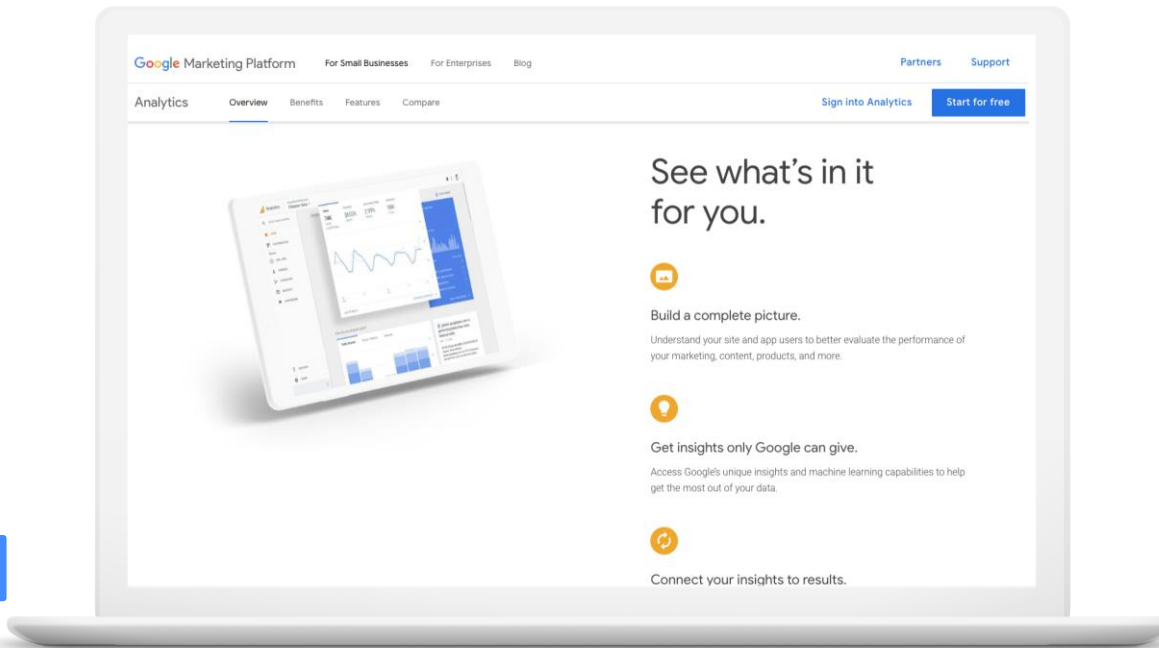 Google Marketing Platform For Small Businesses For Enterprises Blog Partners Support
Analytics Overview Benefits Features Compare Sign into Analytics Start for free
See what's in it
for you.
Build a complete picture.
Understand your site and app users to better evaluate the performance of
your marketing, content, products, and more.
Get insights only Google can give.
Access Google's unique insights and machine learning capabilities to help
get the most out of your data.
Connect your insights to results.